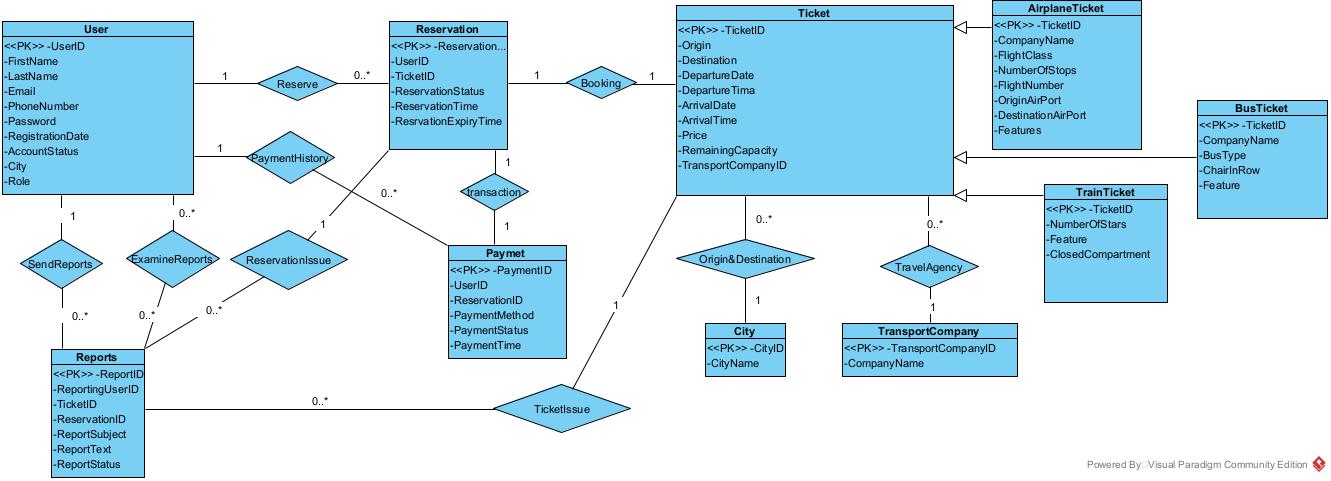 User
<<PK>> -UserID
-FirstName
-LastName
-Email
-PhoneNumber
-Password
-RegistrationDate
-AccountStatus
-City
-Role
1
Reserve
0..*
Reservation
<<PK>> -Reservation...
-UserID
-TicketID
-ReservationStatus
-ReservationTime
-ResrvationExpiryTime
1
Booking
1
Ticket
<<PK>> -TicketID
-Origin
-Destination
-DepartureDate
-DepartureTima
-ArrivalDate
-ArrivalTime
-Price
-RemainingCapacity
-TransportCompanyID
AirplaneTicket
<<PK>> -TicketID
-CompanyName
-FlightClass
-NumberOfStops
-FlightNumber
-OriginAirPort
-DestinationAirPort
-Features
BusTicket
<<PK>> -TicketID
-CompanyName
-BusType
-ChairInRow
-Feature
TrainTicket
<<PK>> -TicketID
-NumberOfStars
-Feature
-ClosedCompartment
1
PaymentHistory
0..*
1
transaction
1
Paymet
<<PK>> -PaymentID
-UserID
-ReservationID
-PaymentMethod
-PaymentStatus
-PaymentTime
1
SendReports
0..*
0..*
ExamineReports
0..*
1
ReservationIssue
0..*
Reports
<<PK>> -ReportID
-ReportingUserID
-TicketID
-ReservationID
-ReportSubject
-ReportText
-ReportStatus
0..*
TicketIssue
1
0..*
Origin&Destination
1
City
<<PK>> -CityID
-CityName
0..*
TravelAgency
1
TransportCompany
<<PK>> -TransportCompanyID
-CompanyName
Powered By Visual Paradigm Community Edition